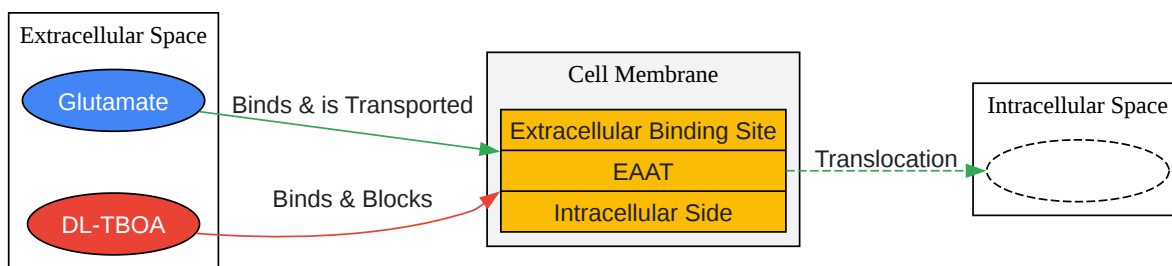 Extracellular Space
Glutamate
DL-TBOA
Binds & is Transported
Binds & Blocks
Cell Membrane
Extracellular Binding Site
EAAT
Intracellular Side
Translocation
Intracellular Space